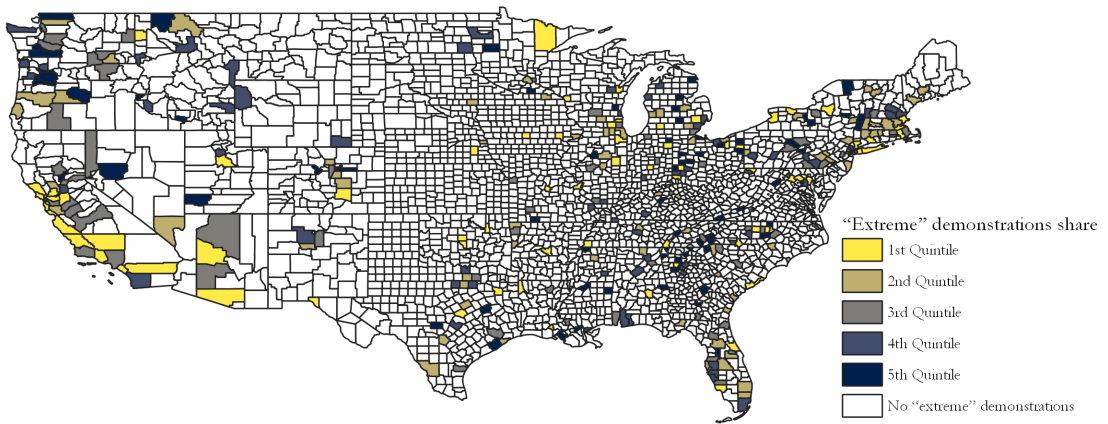 “Extreme” demonstrations share
1st Quintile
2nd Quintile
3rd Quintile
4th Quintile
5th Quintile
No “extreme” demonstrations